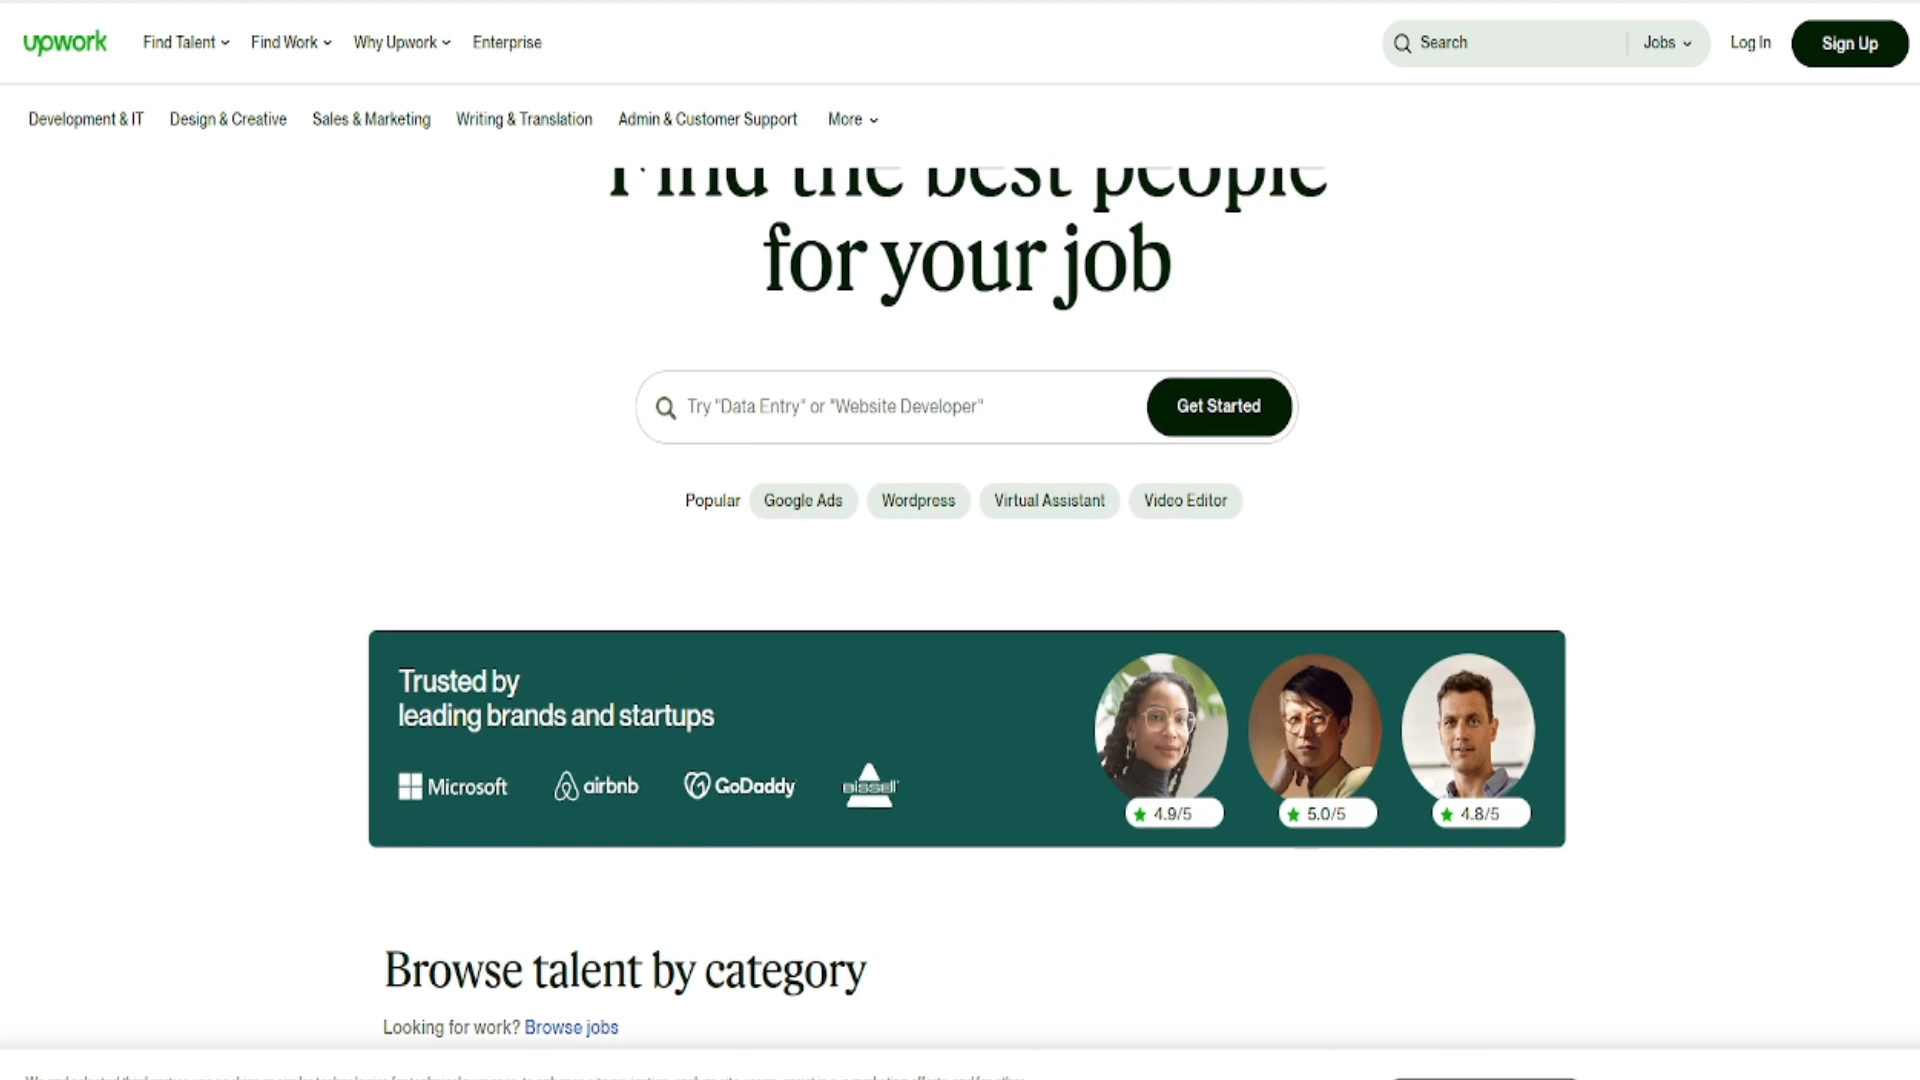 upwork Find Talent Find Work Why Upwork Enterprise Search Jobs Log In Sign Up
Development & IT Design & Creative Sales & Marketing Writing & Translation Admin & Customer Support More
Find the best people
for your job
Try "Data Entry" or "Website Developer" Get Started
Popular Google Ads Wordpress Virtual Assistant Video Editor
Trusted by
leading brands and startups
Microsoft airbnb GoDaddy BISSELL
4.9/5 5.0/5 4.8/5
Browse talent by category
Looking for work? Browse jobs